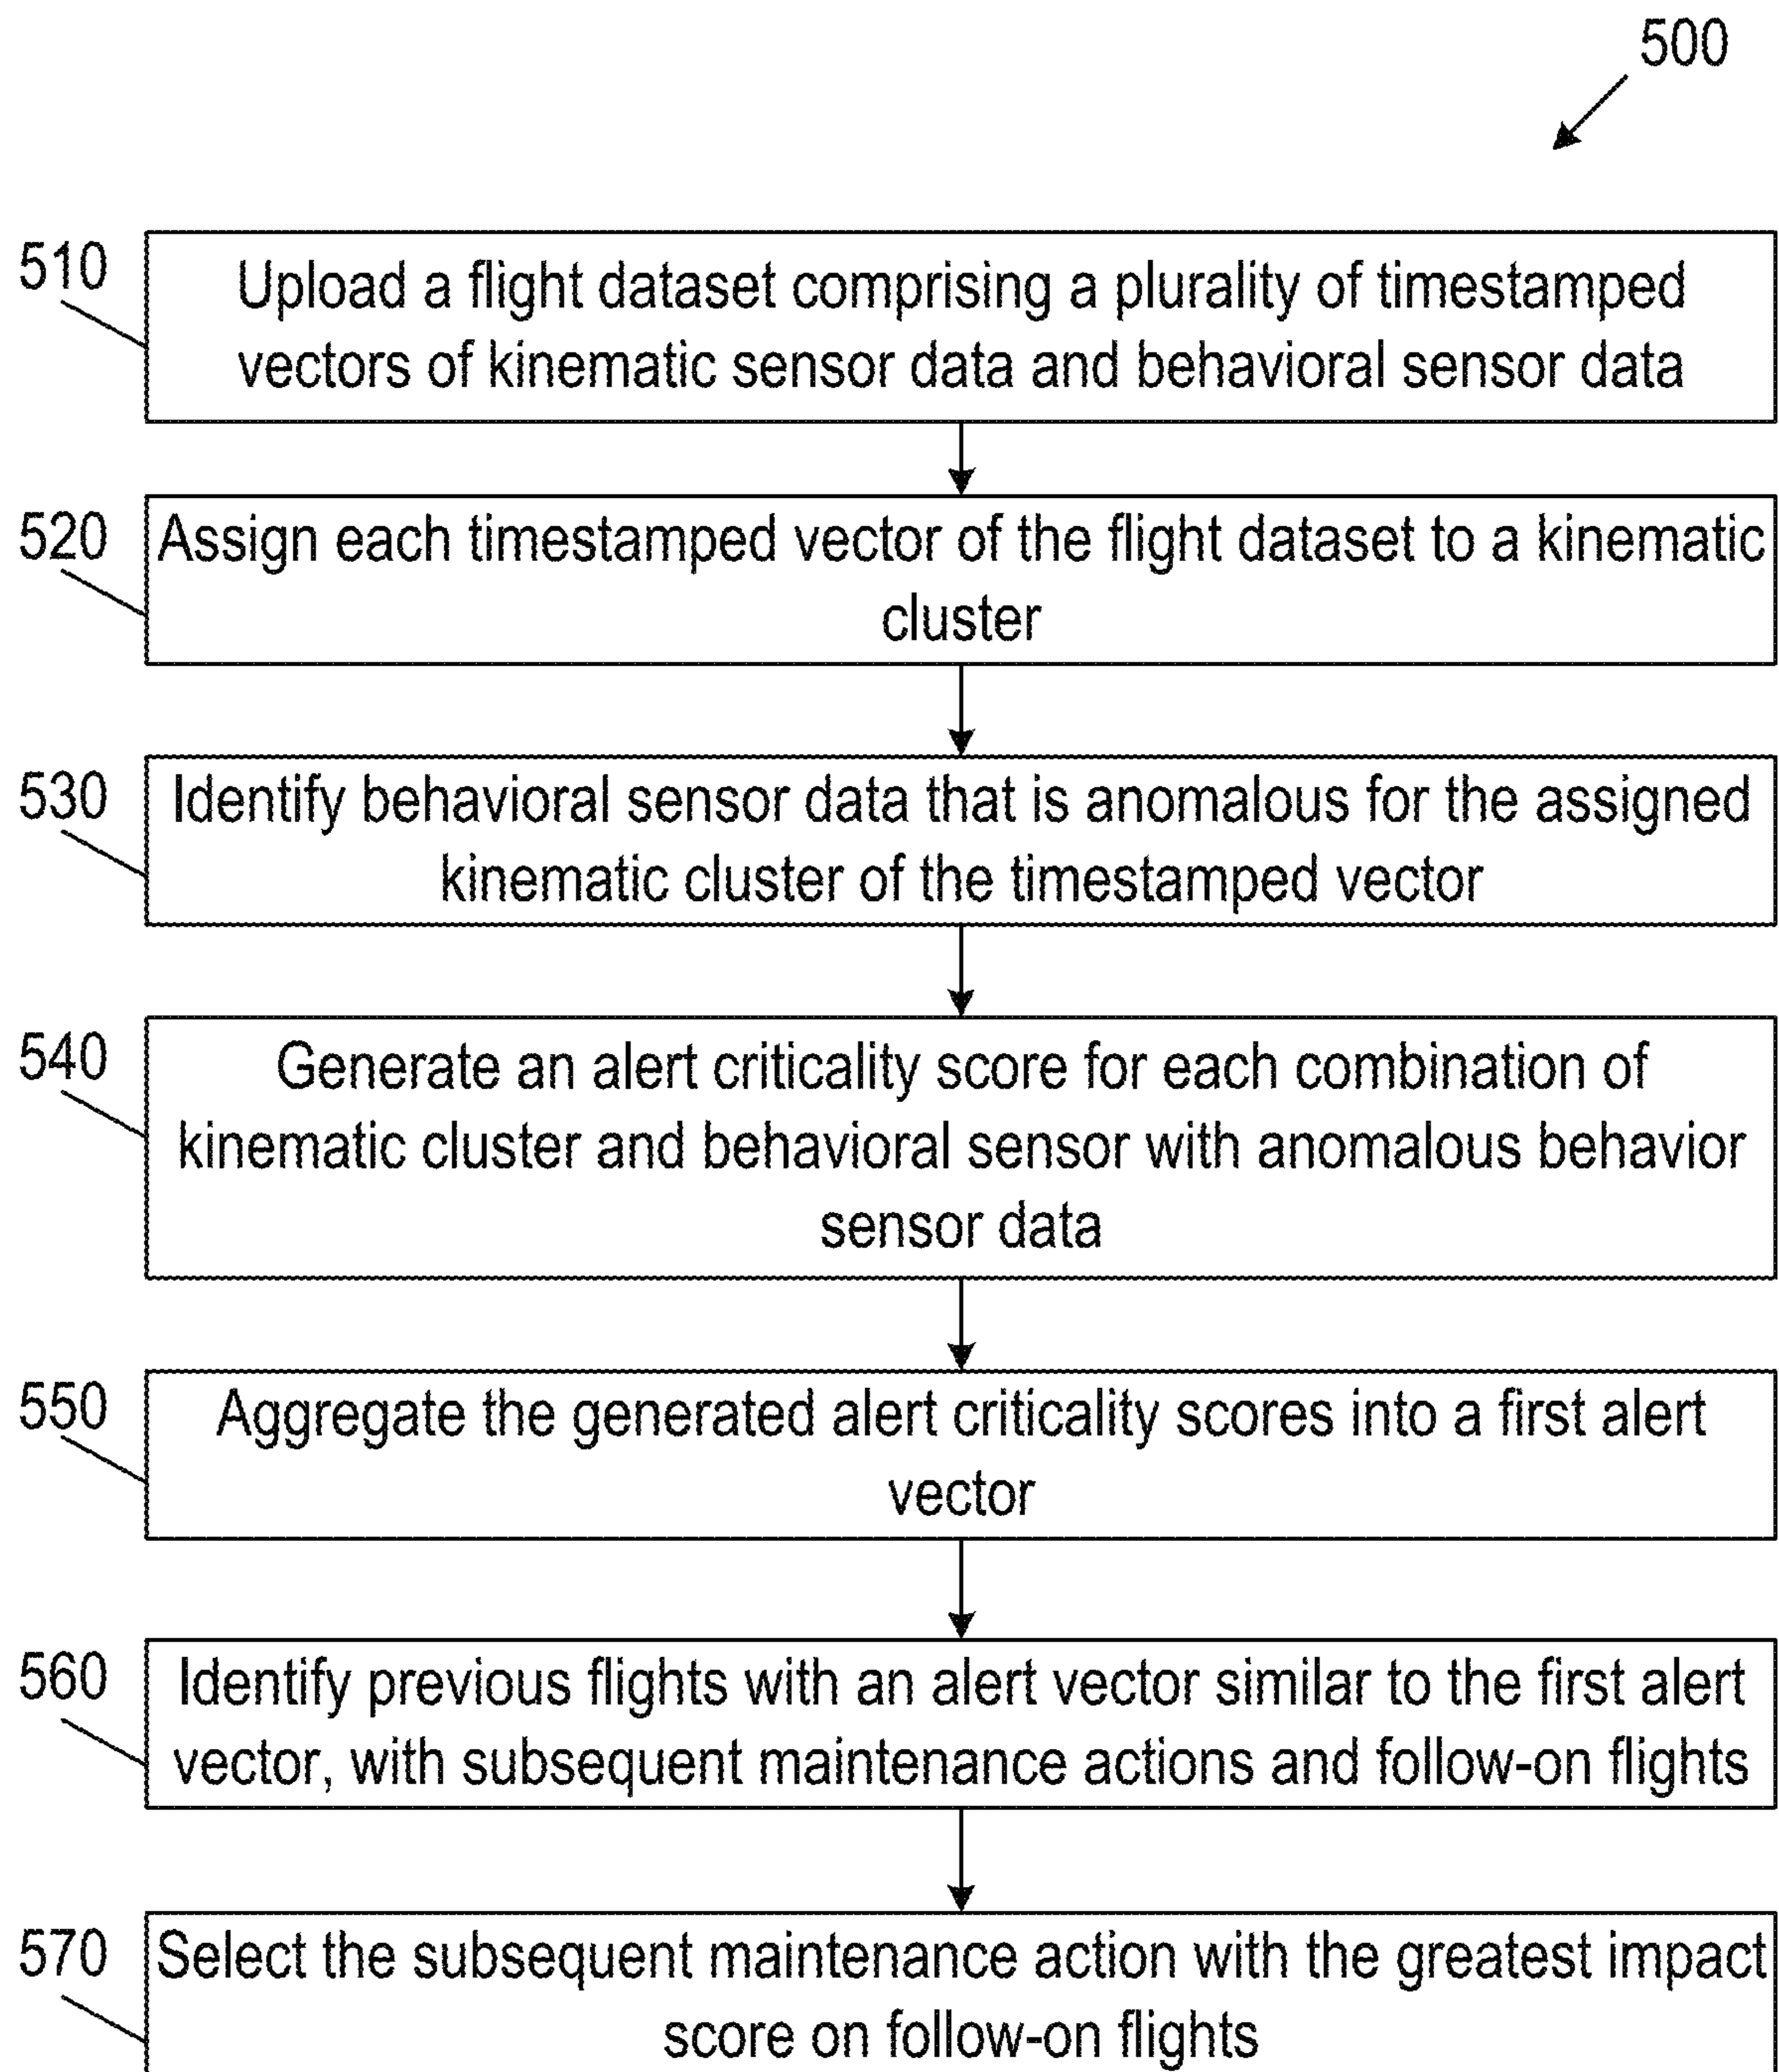 500
510
Upload a flight dataset comprising a plurality of timestamped
vectors of kinematic sensor data and behavioral sensor data
520
Assign each timestamped vector of the flight dataset to a kinematic
cluster
530
Identify behavioral sensor data that is anomalous for the assigned
kinematic cluster of the timestamped vector
540
Generate an alert criticality score for each combination of
kinematic cluster and behavioral sensor with anomalous behavior
sensor data
550
Aggregate the generated alert criticality scores into a first alert
vector
560
Identify previous flights with an alert vector similar to the first alert
vector, with subsequent maintenance actions and follow-on flights
570
Select the subsequent maintenance action with the greatest impact
score on follow-on flights